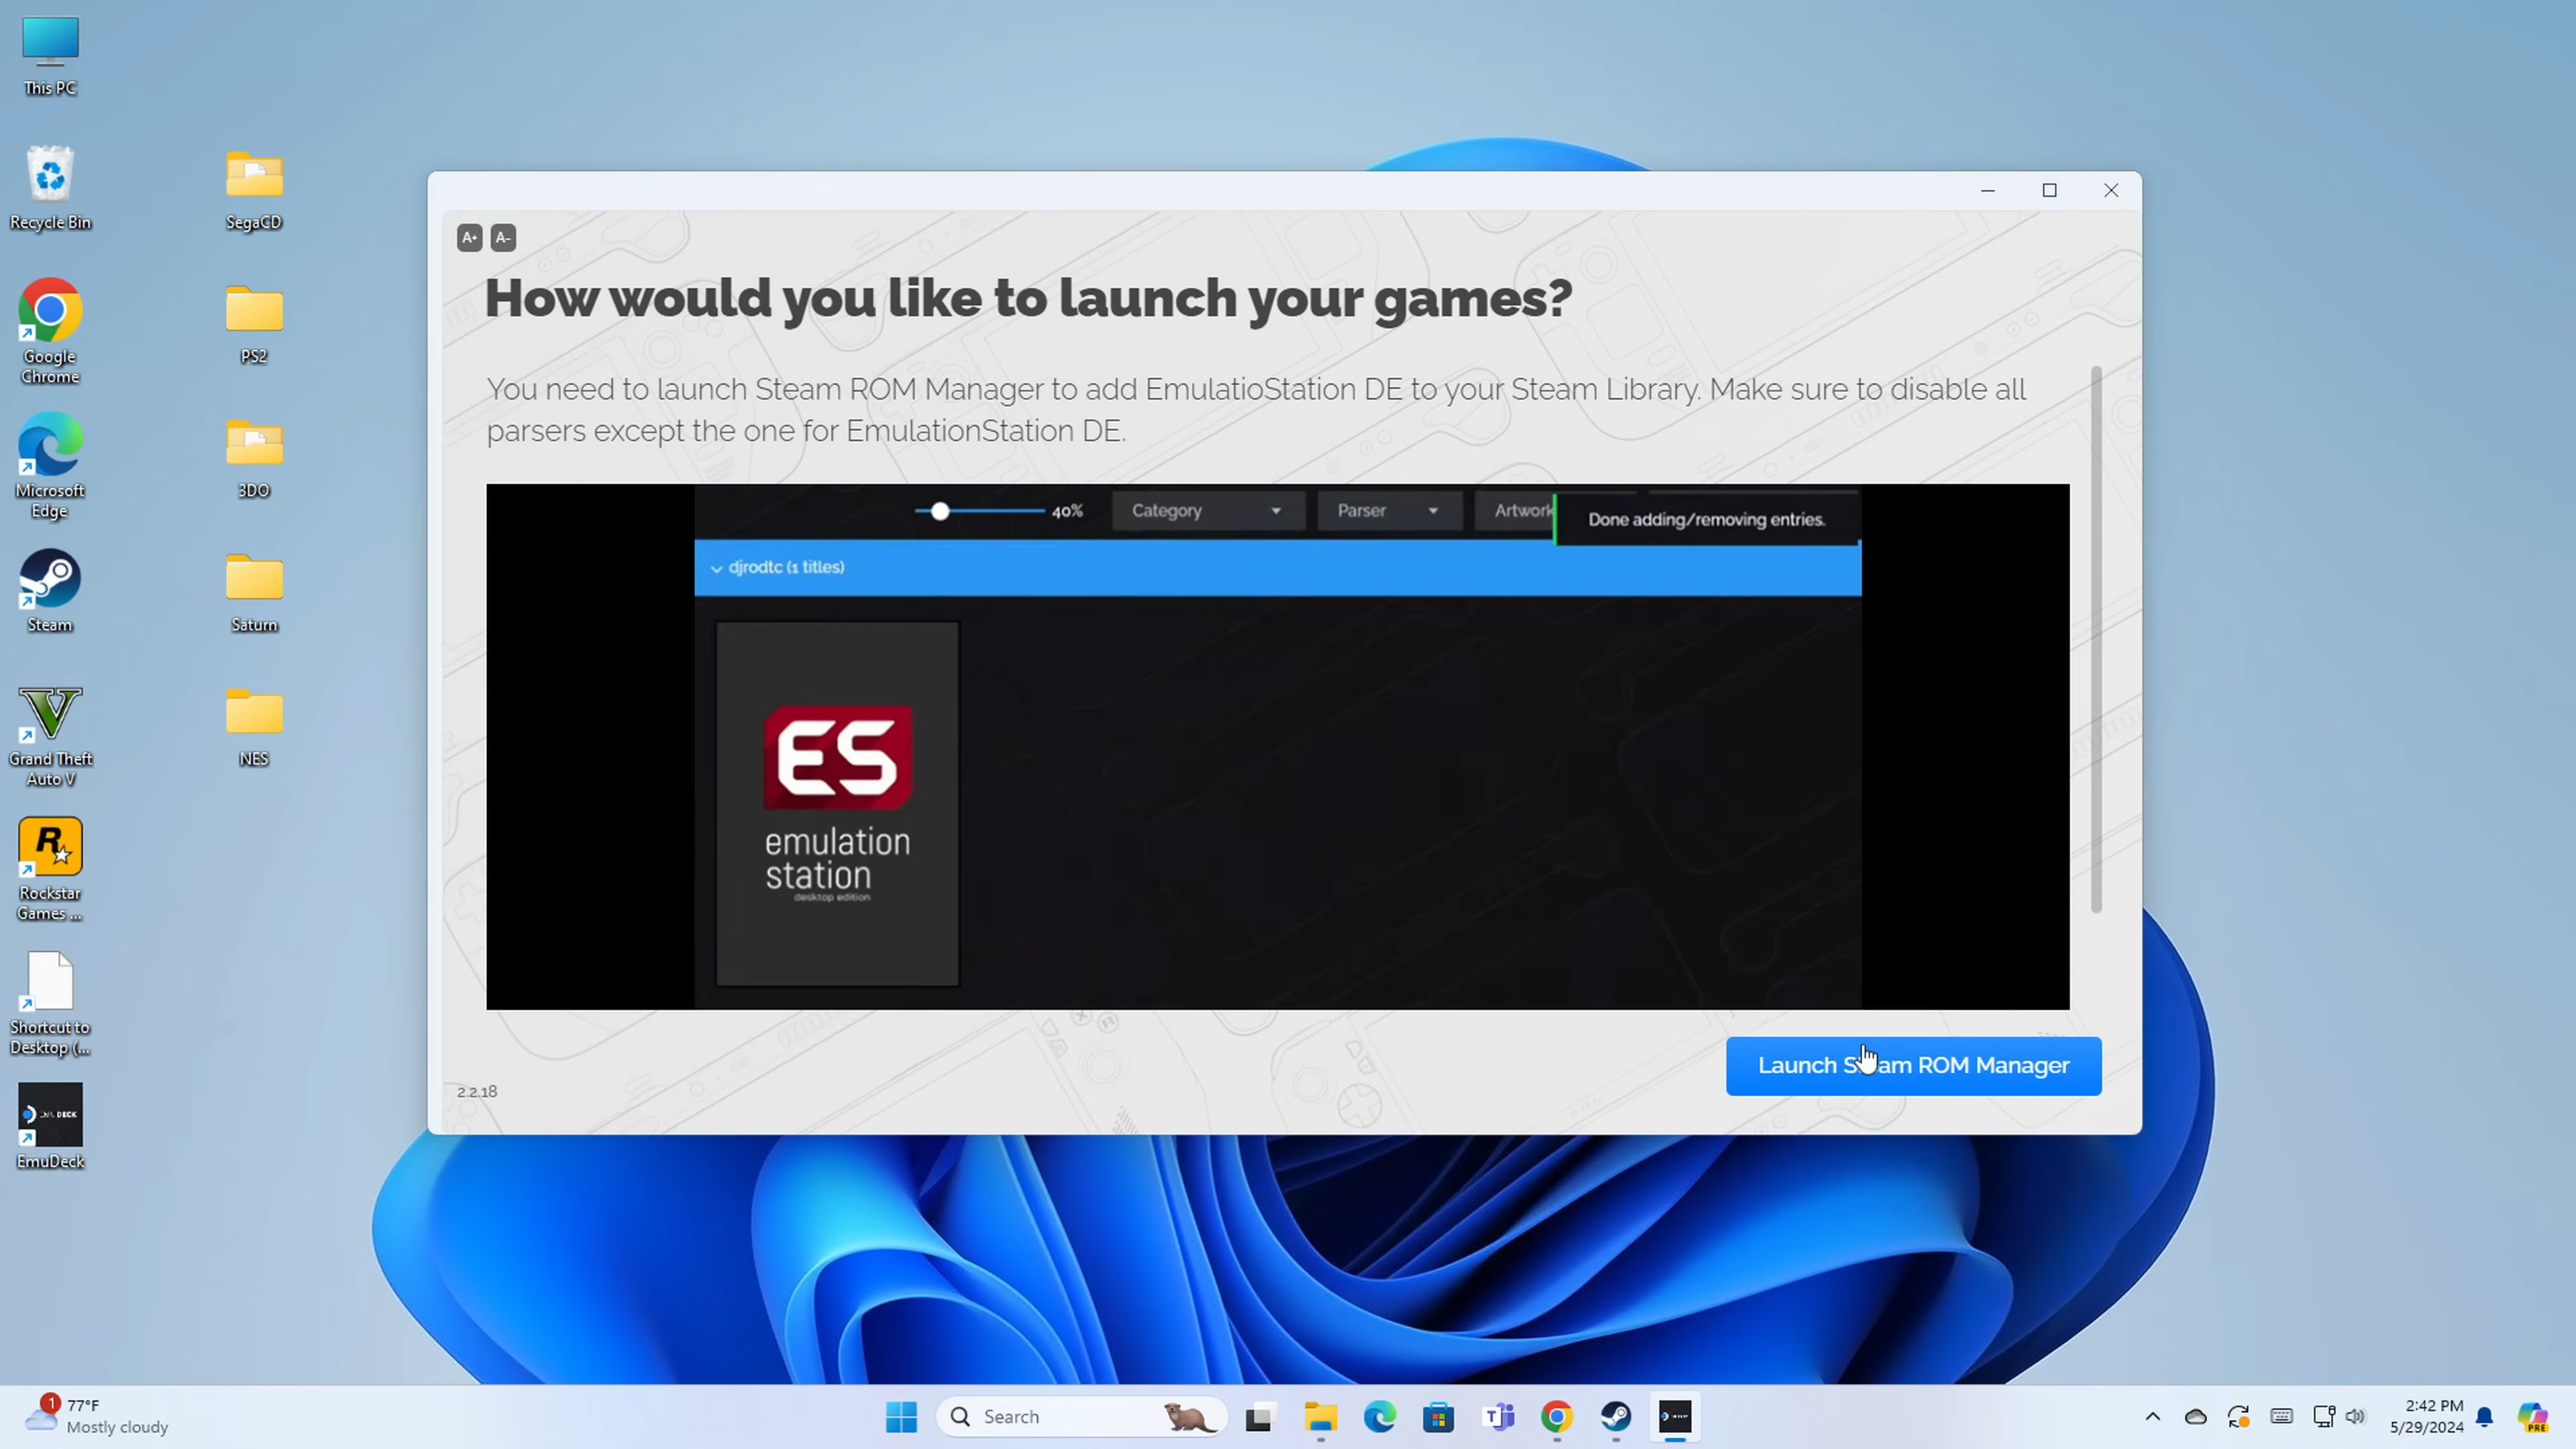 This PC
Recycle Bin
SegaCD
Google
Chrome
PS2
Microsoft
Edge
3DO
Steam
Saturn
Grand Theft
Auto V
NES
Rockstar
Games ...
Shortcut to
Desktop (...
EmuDeck
A+ A-
How would you like to launch your games?
You need to launch Steam ROM Manager to add EmulatioStation DE to your Steam Library. Make sure to disable all
parsers except the one for EmulationStation DE.
40% Category Parser Artwork Done adding/removing entries.
djrodtc (1 titles)
ES
emulation
station
desktop edition
Launch Steam ROM Manager
2.2.18
1 77°F
Mostly cloudy
Search
2:42 PM
5/29/2024
PRE